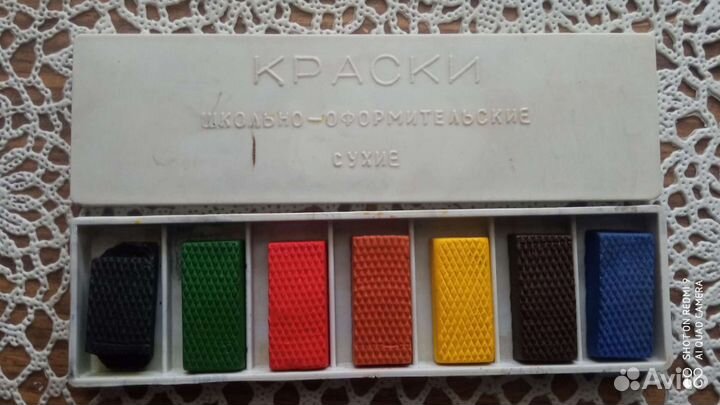 КРАСКИ
ШКОЛЬНО-ОФОРМИТЕЛЬСКИЕ
СУХИЕ
SHOT ON REDMI 9
AI QUAD CAMERA
Avito